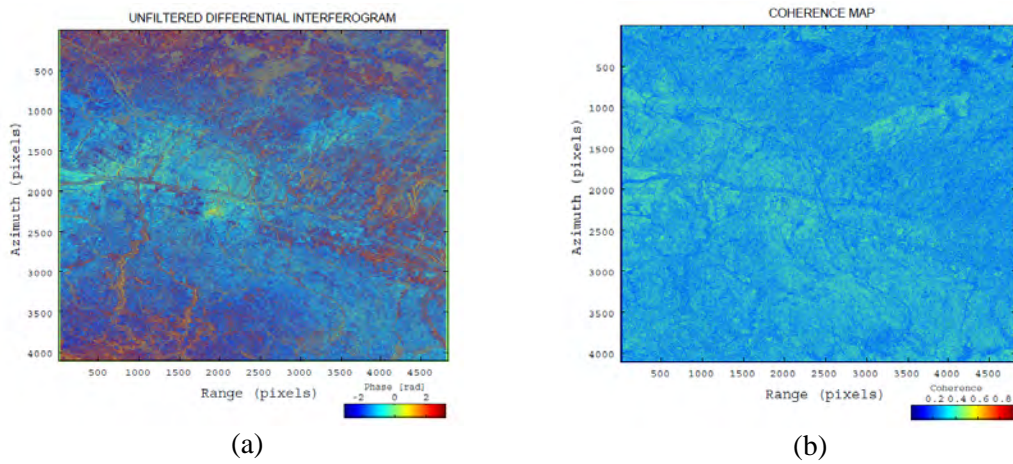 UNFILTERED DIFFERENTIAL INTERFEROGRAM
500
1000
1500
2000
2500
3000
3500
4000
Azimuth (pixels)
500 1000 1500 2000 2500 3000 3500 4000 4500
Range (pixels)
Phase [rad]
-2 0 2
(a)
COHERENCE MAP
500
1000
1500
2000
2500
3000
3500
4000
Azimuth (pixels)
500 1000 1500 2000 2500 3000 3500 4000 4500
Range (pixels)
Coherence
0.2 0.4 0.6 0.8
(b)